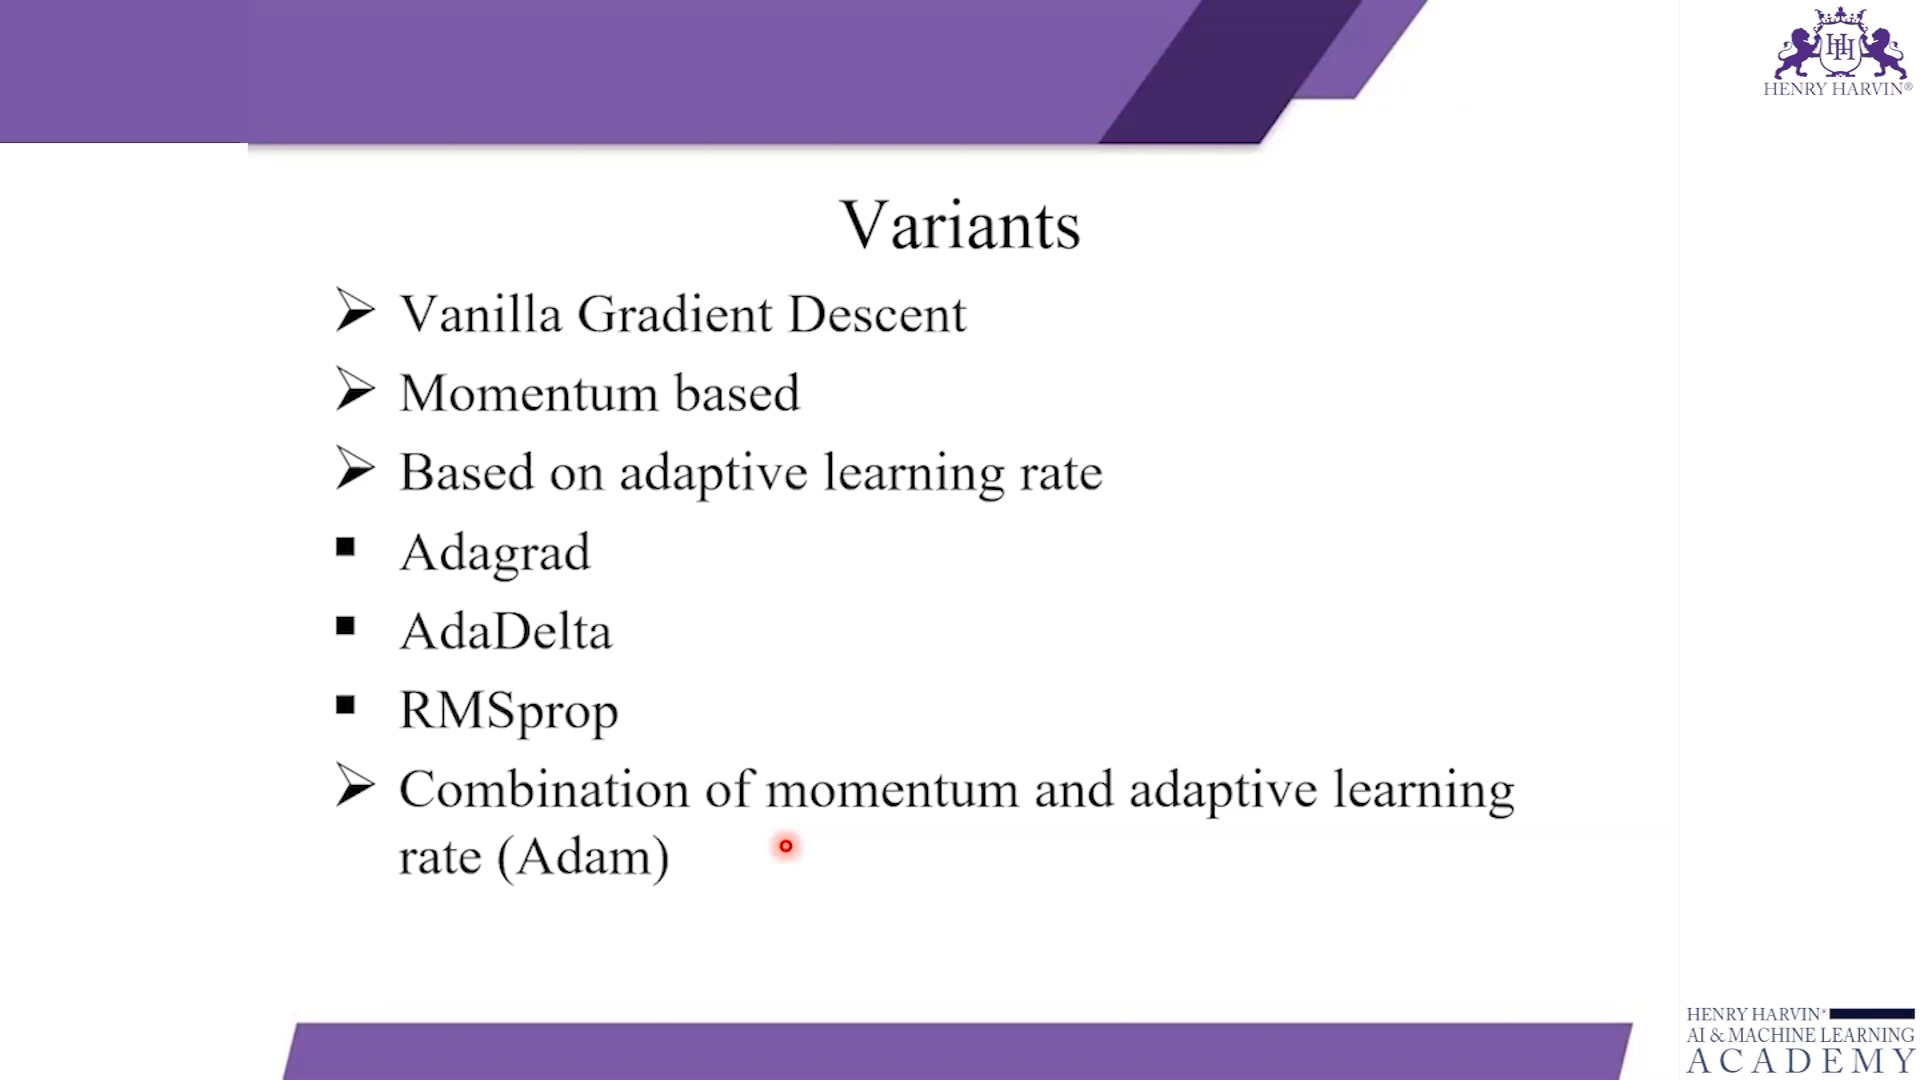 HENRY HARVIN®
Variants
Vanilla Gradient Descent
Momentum based
Based on adaptive learning rate
Adagrad
AdaDelta
RMSprop
Combination of momentum and adaptive learning
rate (Adam)
HENRY HARVIN®
AI & MACHINE LEARNING
ACADEMY